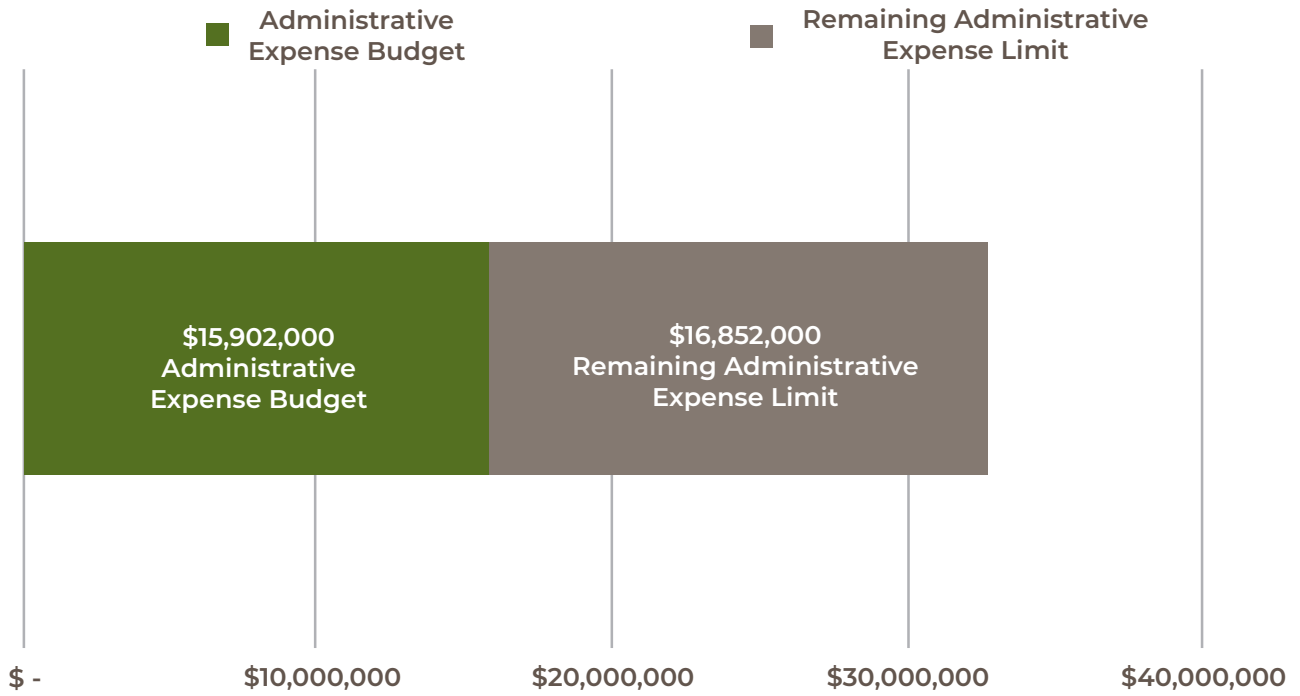 Administrative
Expense Budget
Remaining Administrative
Expense Limit
$15,902,000
Administrative
Expense Budget
$16,852,000
Remaining Administrative
Expense Limit
$ -
$10,000,000
$20,000,000
$30,000,000
$40,000,000